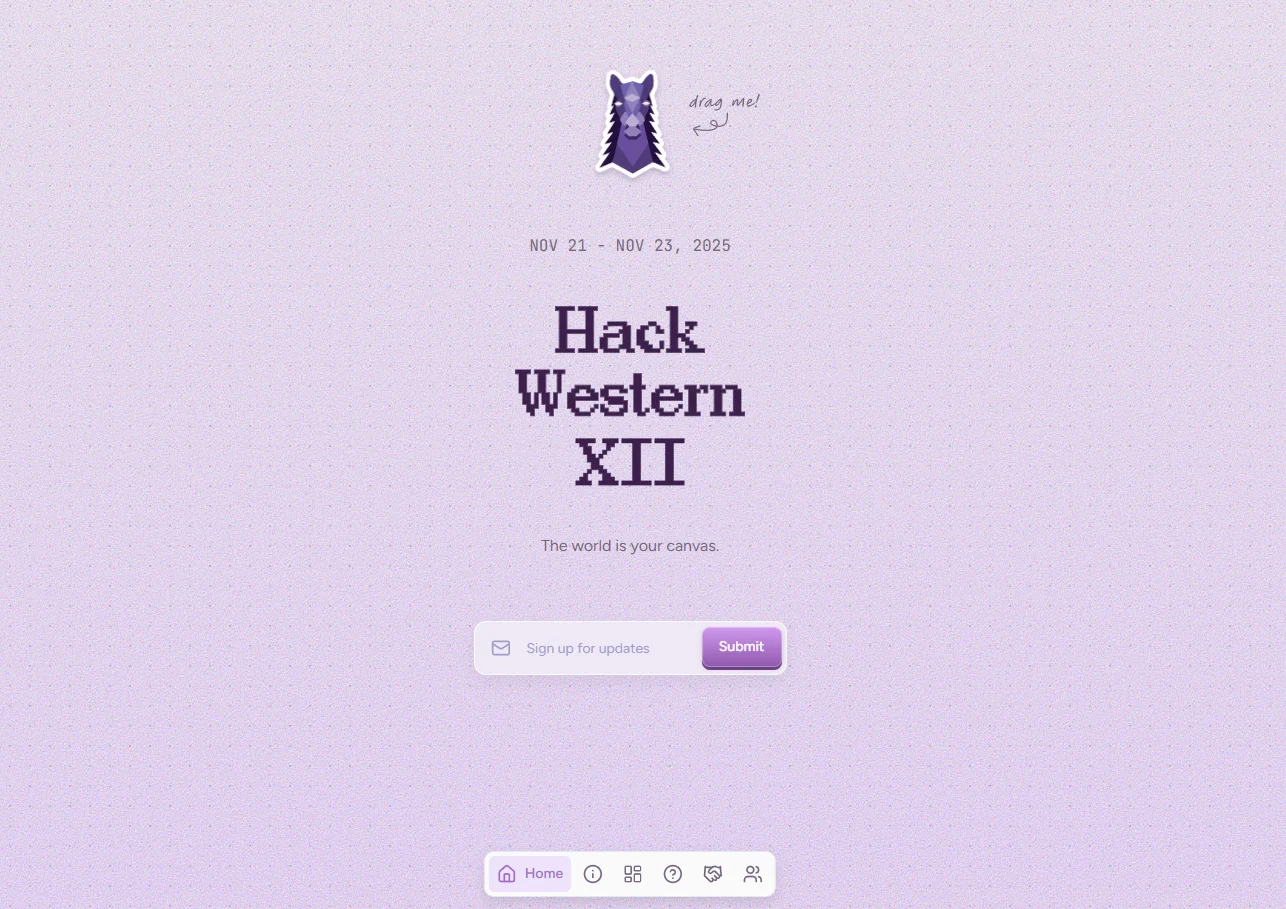 drag me!
NOV 21 - NOV 23, 2025
Hack
Western
XII
The world is your canvas.
Sign up for updates
Submit
Home